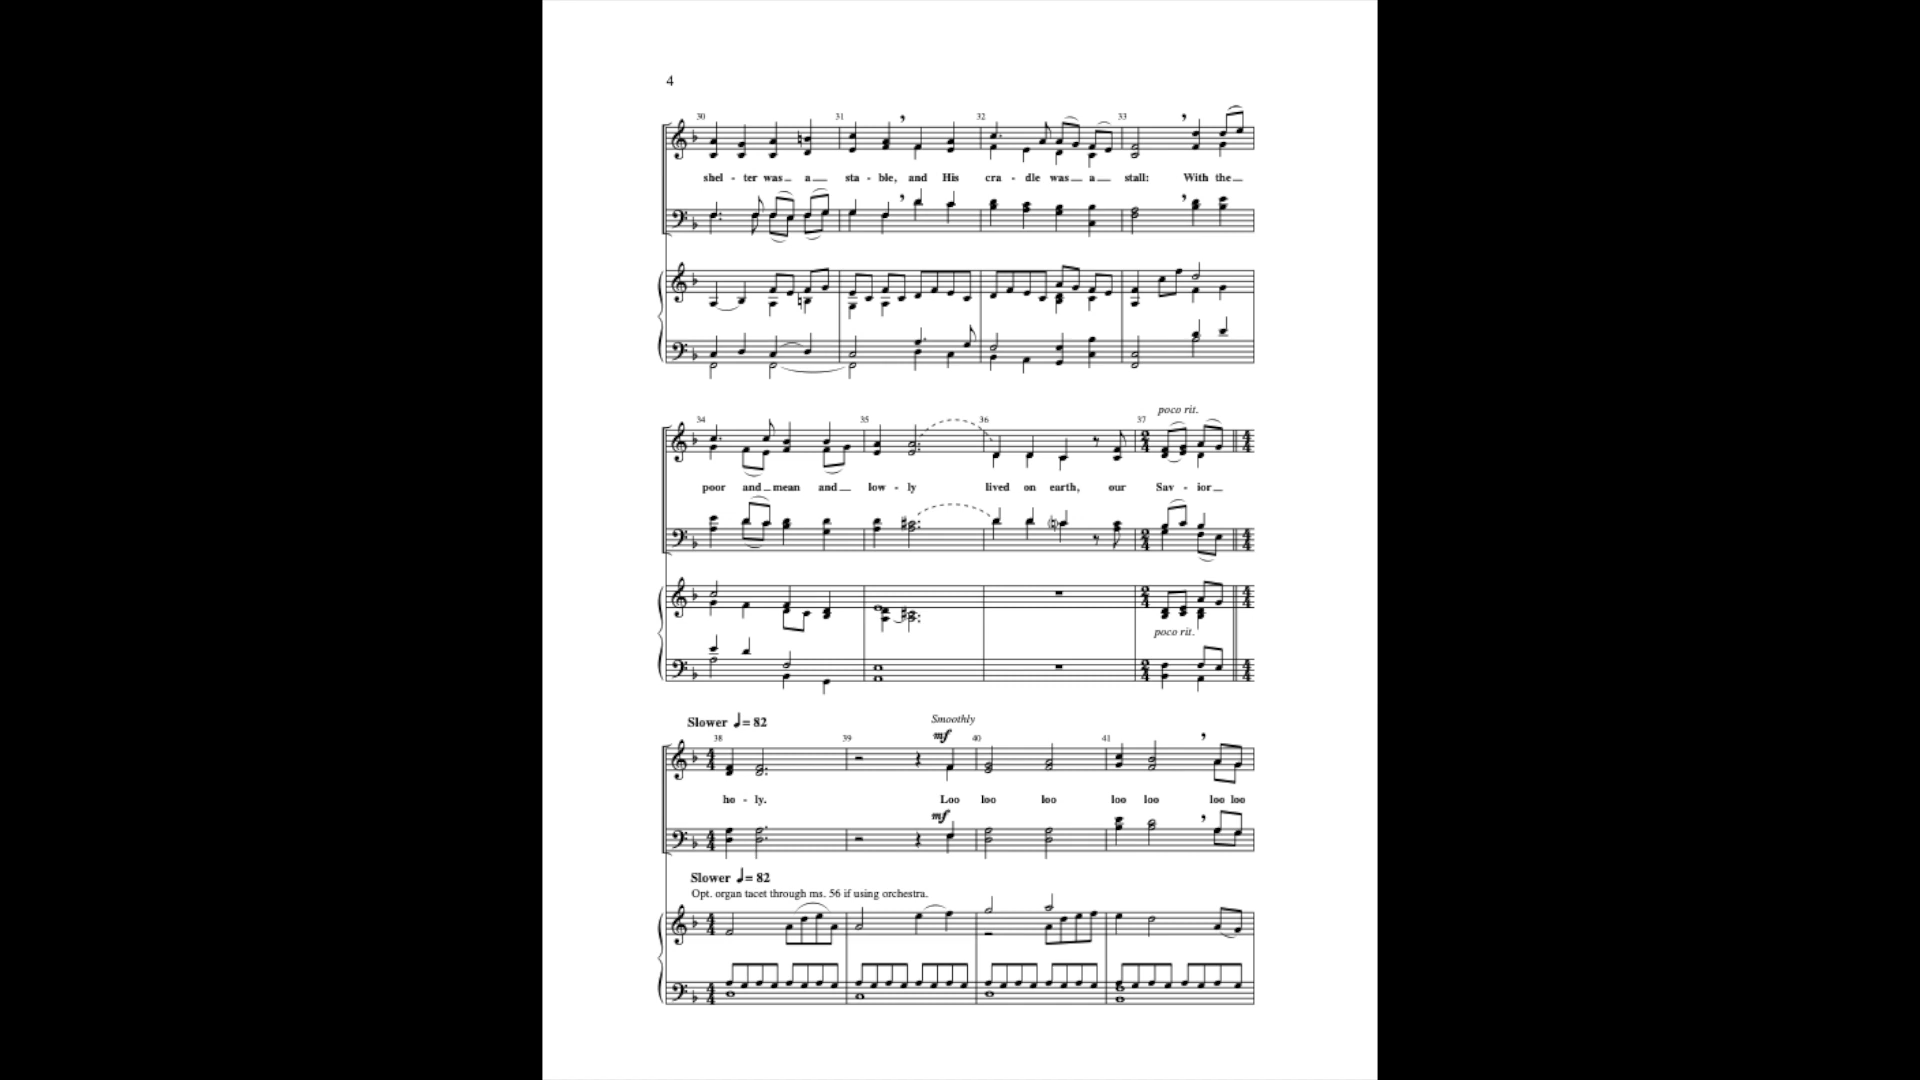 4
30 31 32 33
shel - ter was a sta - ble, and His cra - dle was a stall: With the
poco rit.
34 35 36 37
poor and mean and low - ly lived on earth, our Sav - ior
poco rit.
Slower ♩= 82
Smoothly
mf
38 39 40 41
ho - ly. Loo loo loo loo loo loo loo
mf
Slower ♩= 82
Opt. organ tacet through ms. 56 if using orchestra.